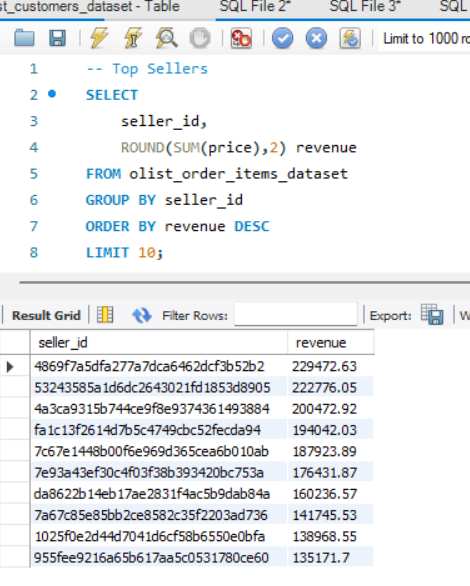 st_customers_dataset - Table SQL File 2* SQL File 3* SQL
Limit to 1000 ro
1 -- Top Sellers
2 SELECT
3 seller_id,
4 ROUND(SUM(price),2) revenue
5 FROM olist_order_items_dataset
6 GROUP BY seller_id
7 ORDER BY revenue DESC
8 LIMIT 10;
Result Grid Filter Rows: Export: W
seller_id revenue
4869f7a5dfa277a7dca6462dcf3b52b2 229472.63
53243585a1d6dc2643021fd1853d8905 222776.05
4a3ca9315b744ce9f8e9374361493884 200472.92
fa1c13f2614d7b5c4749cbc52fecda94 194042.03
7c67e1448b00f6e969d365cea6b010ab 187923.89
7e93a43ef30c4f03f38b393420bc753a 176431.87
da8622b14eb17ae2831f4ac5b9dab84a 160236.57
7a67c85e85bb2ce8582c35f2203ad736 141745.53
1025f0e2d44d7041d6cf58b6550e0bfa 138968.55
955fee9216a65b617aa5c0531780ce60 135171.7